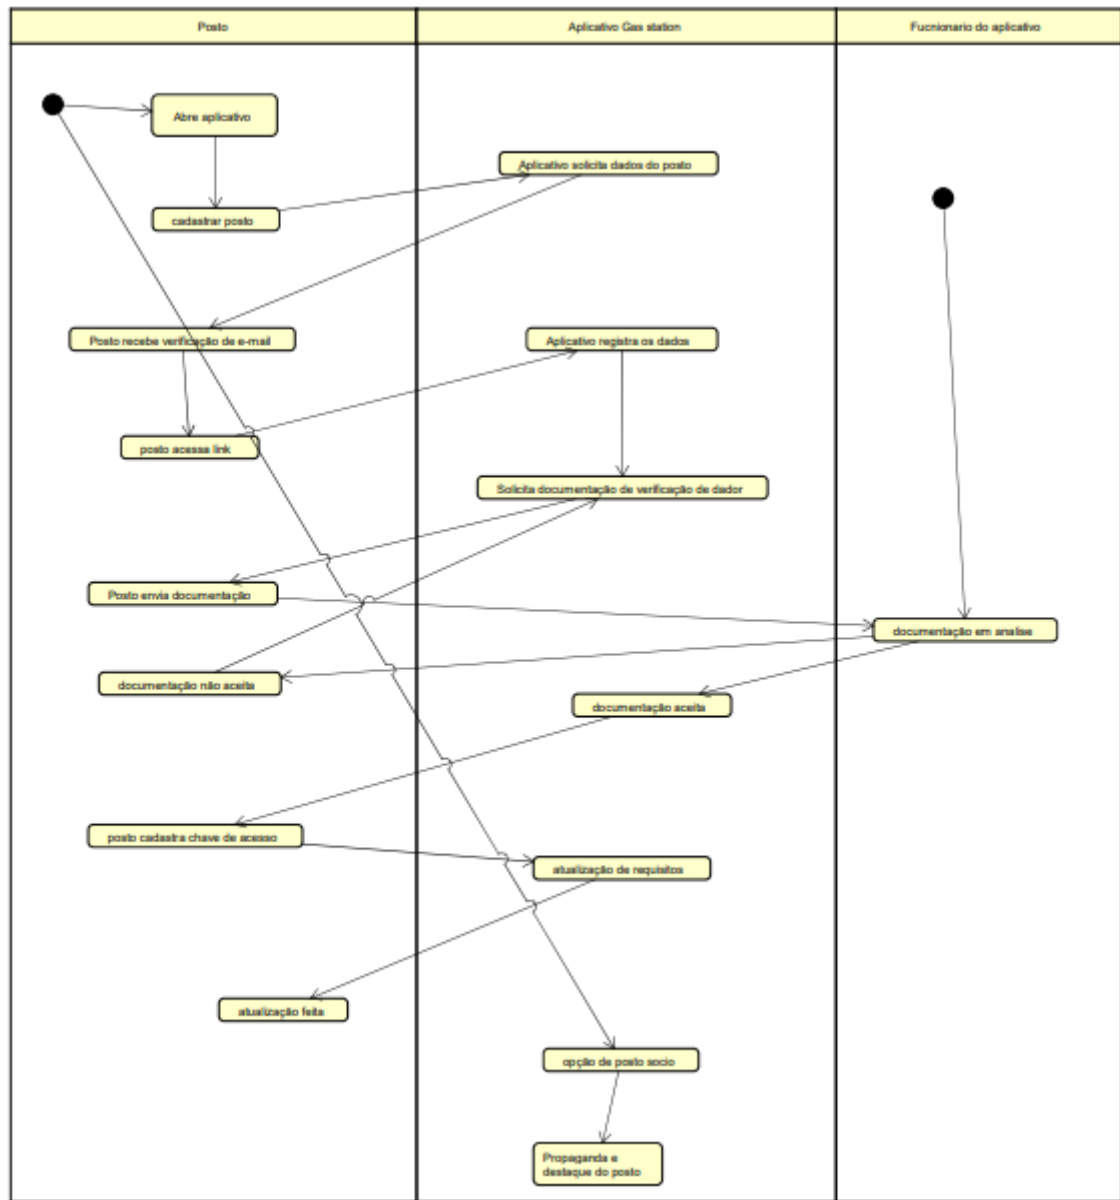 Posto
Aplicativo Gas station
Fucnionario do aplicativo
Abre aplicativo
Aplicativo solicita dados do posto
cadastrar posto
Posto recebe verificação de e-mail
Aplicativo registra os dados
posto acessa link
Solicita documentação de verificação de dador
Posto envia documentação
documentação em analise
documentação não aceita
documentação aceita
posto cadastra chave de acesso
atualização de requisitos
atualização feita
opção de posto socio
Propaganda e
destaque do posto